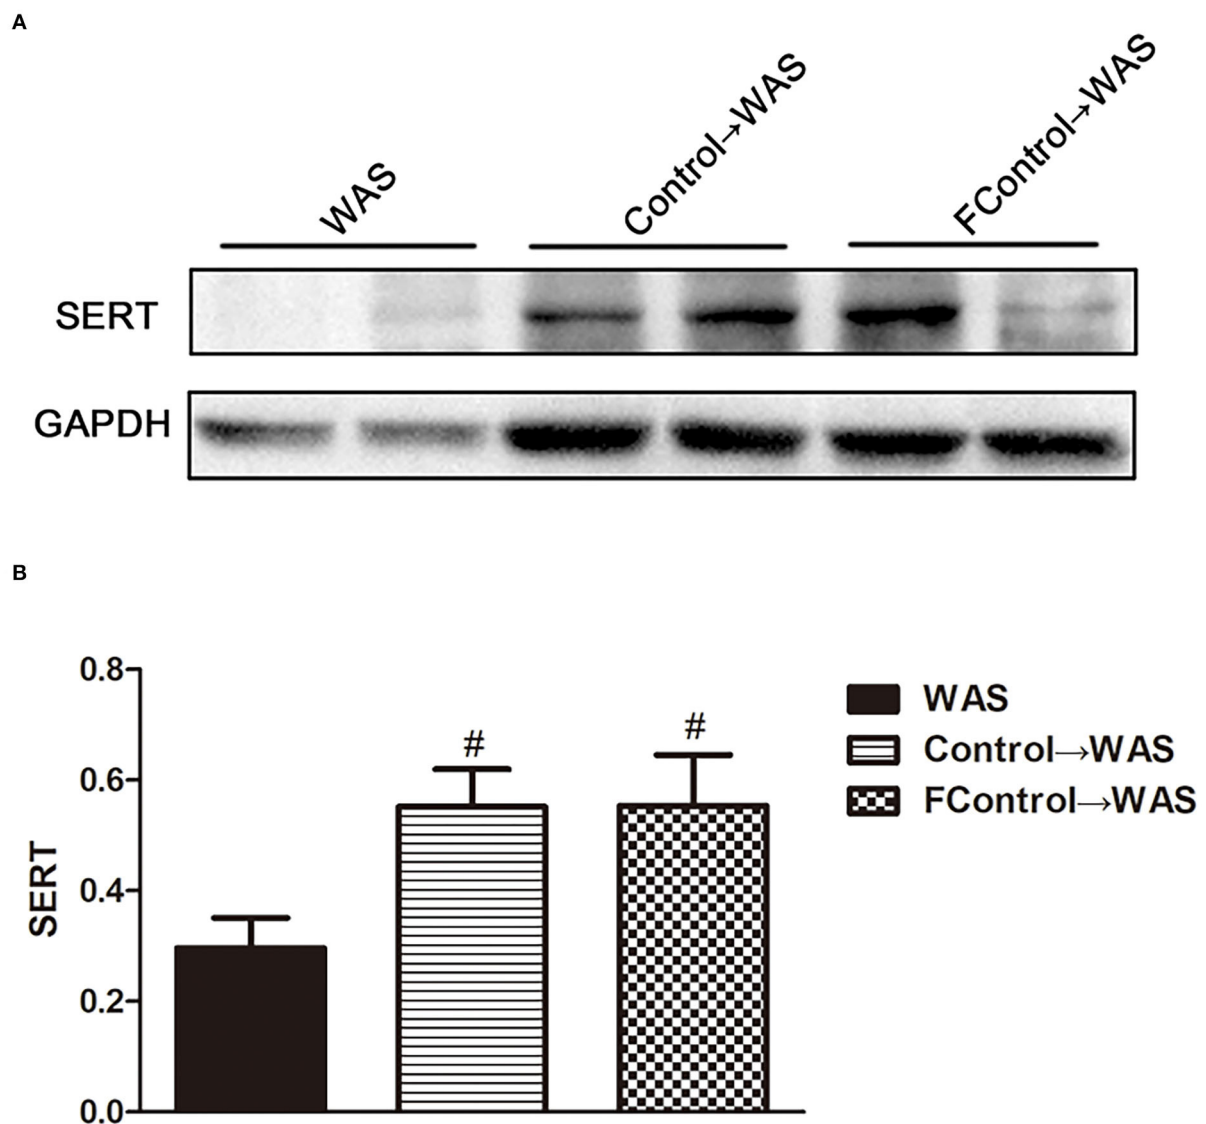 A
WAS
Control→WAS
FControl→WAS
SERT
GAPDH
B
0.8
0.6
0.4
0.2
0.0
SERT
#
#
WAS
Control→WAS
FControl→WAS